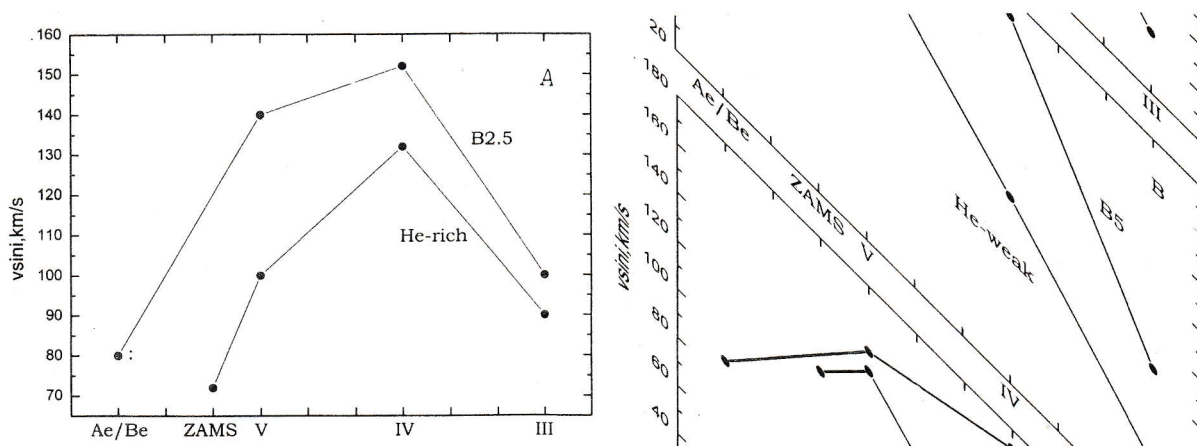 160
150
140
130
120
110
100
90
80
70
vsini,km/s
A
B2.5
He-rich
:
Ae/Be ZAMS V IV III
20
180
160
140
120
100
80
60
40
vsini,km/s
Ae/Be ZAMS V IV
III
B
B5
He-weak